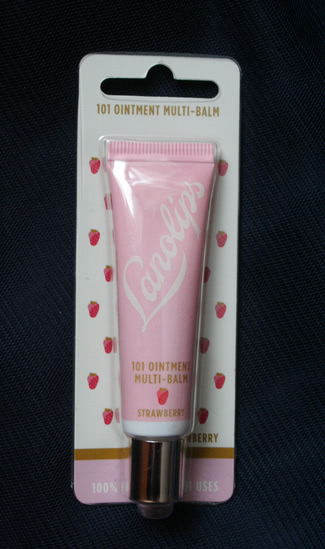 101 OINTMENT MULTI-BALM
Lanolips
101 OINTMENT
MULTI-BALM
STRAWBERRY
BERRY
100%
USES